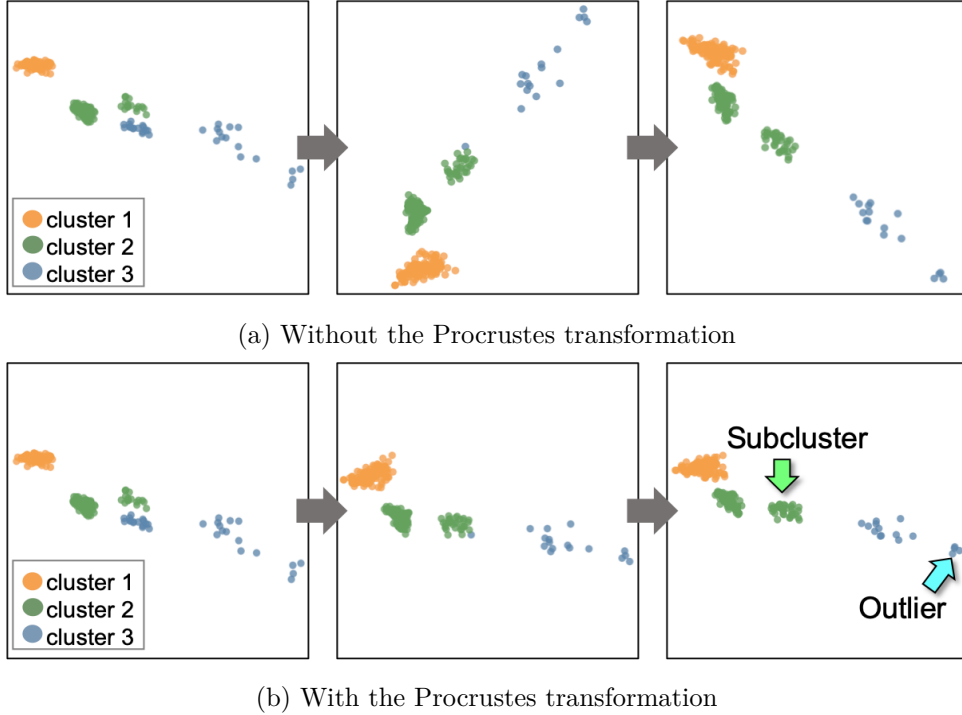 cluster 1
cluster 2
cluster 3
(a) Without the Procrustes transformation
Subcluster
cluster 1
cluster 2
cluster 3
Outlier
(b) With the Procrustes transformation